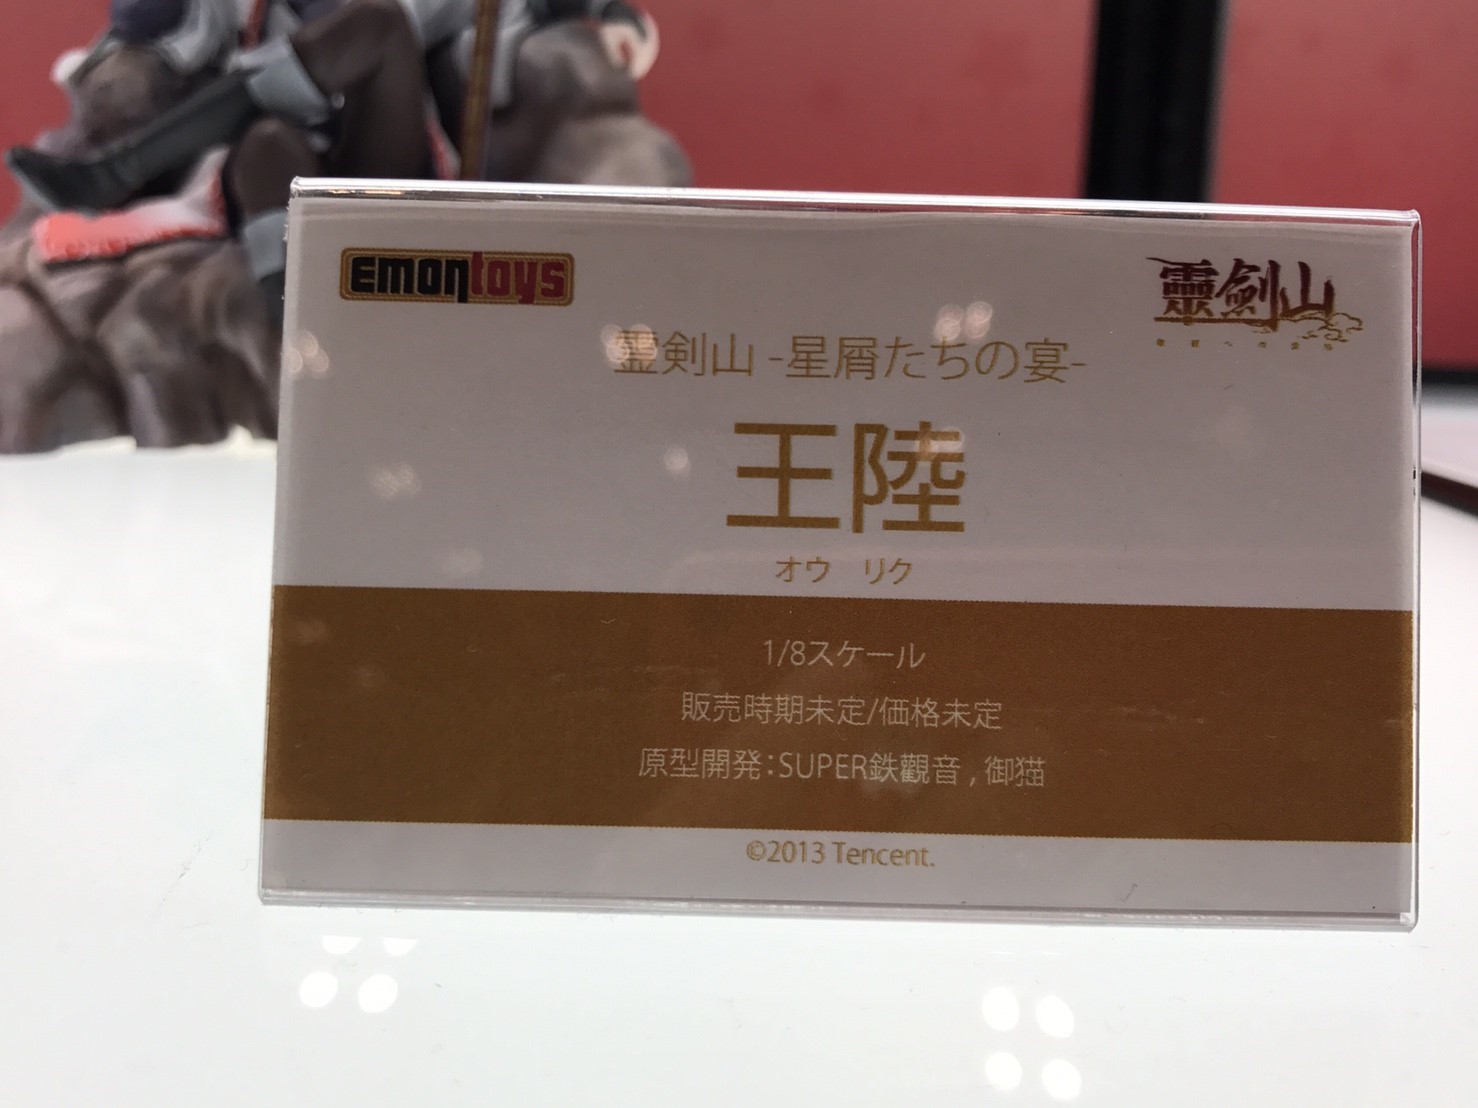 Emontoys
靈劍山
霊剣山 -星屑たちの宴-
王陸
オウ リク
1/8スケール
販売時期未定/価格未定
原型開発:SUPER鉄觀音 , 御猫
©2013 Tencent.